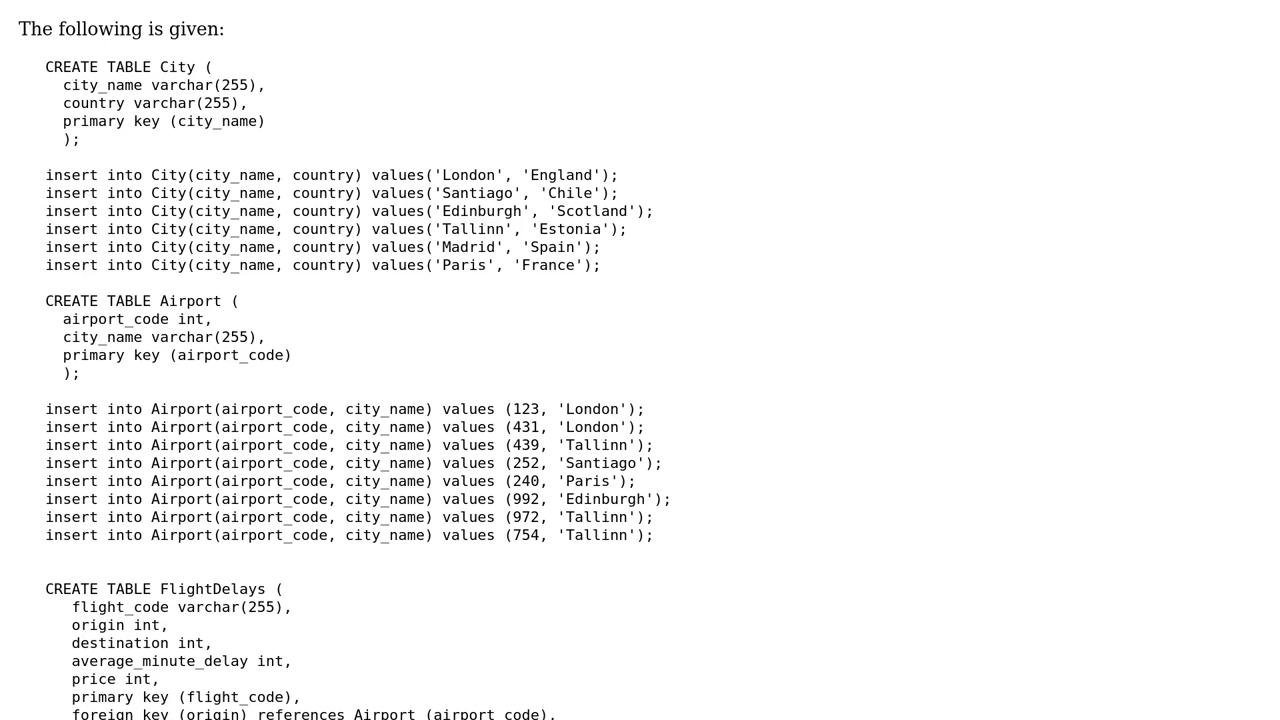 The following is given:
CREATE TABLE City (
city_name varchar(255),
country varchar(255),
primary key (city_name)
);
insert into City(city_name, country) values('London', 'England');
insert into City(city_name, country) values('Santiago', 'Chile');
insert into City(city_name, country) values('Edinburgh', 'Scotland');
insert into City(city_name, country) values('Tallinn', 'Estonia');
insert into City(city_name, country) values('Madrid', 'Spain');
insert into City(city_name, country) values('Paris', 'France');
CREATE TABLE Airport (
airport_code int,
city_name varchar(255),
primary key (airport_code)
);
insert into Airport(airport_code, city_name) values (123, 'London');
insert into Airport(airport_code, city_name) values (431, 'London');
insert into Airport(airport_code, city_name) values (439, 'Tallinn');
insert into Airport(airport_code, city_name) values (252, 'Santiago');
insert into Airport(airport_code, city_name) values (240, 'Paris');
insert into Airport(airport_code, city_name) values (992, 'Edinburgh');
insert into Airport(airport_code, city_name) values (972, 'Tallinn');
insert into Airport(airport_code, city_name) values (754, 'Tallinn');
CREATE TABLE FlightDelays (
flight_code varchar(255),
origin int,
destination int,
average_minute_delay int,
price int,
primary key (flight_code),
foreign key (origin) references Airport (airport_code),